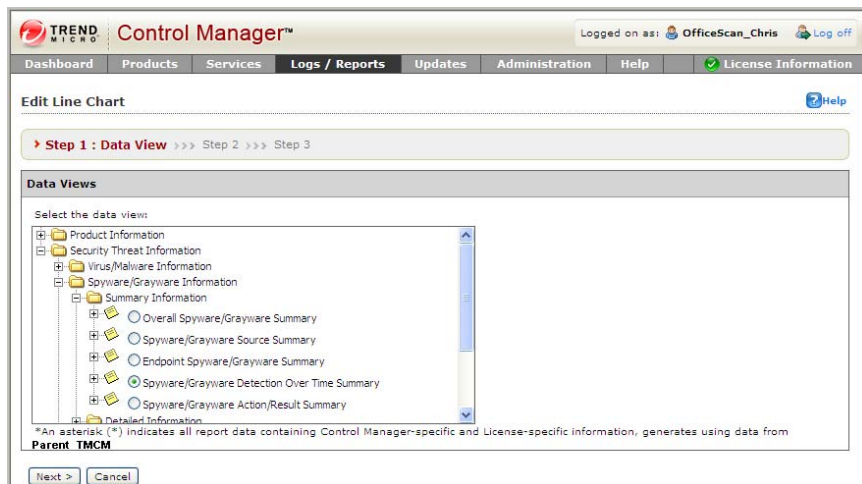 TREND MICRO Control Manager™ Logged on as: OfficeScan_Chris Log off
Dashboard Products Services Logs / Reports Updates Administration Help License Information
Edit Line Chart Help
Step 1 : Data View >>> Step 2 >>> Step 3
Data Views
Select the data view:
Product Information
Security Threat Information
Virus/Malware Information
Spyware/Grayware Information
Summary Information
Overall Spyware/Grayware Summary
Spyware/Grayware Source Summary
Endpoint Spyware/Grayware Summary
Spyware/Grayware Detection Over Time Summary
Spyware/Grayware Action/Result Summary
Detailed Information
*An asterisk (*) indicates all report data containing Control Manager-specific and License-specific information, generates using data from
Parent_TMCM
Next > Cancel